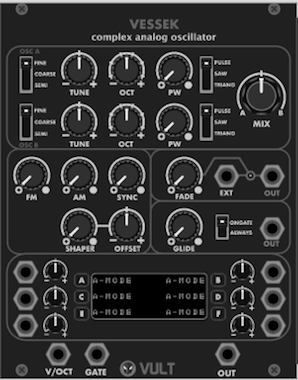 VESSEK
complex analog oscillator
OSC A
FINE
COARSE
SEMI
TUNE
OCT
PW
PULSE
SAW
TRIANG
MIX
FINE
COARSE
SEMI
OSC B
TUNE
OCT
PW
PULSE
SAW
TRIANG
FM
AM
SYNC
FADE
EXT
OUT
SHAPER
OFFSET
GLIDE
ONGATE
ALWAYS
OUT
A A-MODE A-MODE B
C A-MODE A-MODE D
E A-MODE A-MODE F
V/OCT
GATE
VULT
OUT